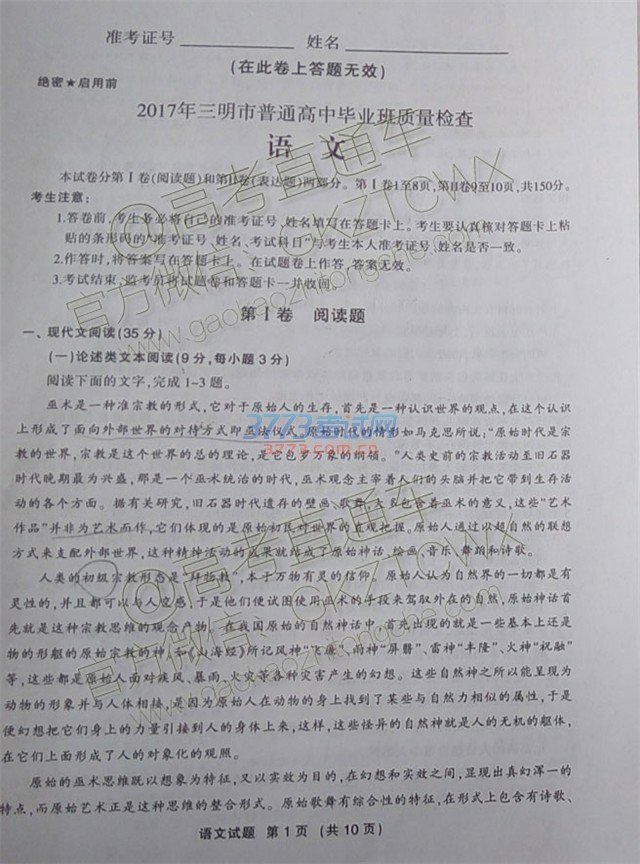 准考证号 姓名
(在此卷上答题无效)
绝密★启用前
2017年三明市普通高中毕业班质量检查
语 文
本试卷分第Ⅰ卷(阅读题)和第Ⅱ卷(表达题)两部分。第Ⅰ卷1至8页,第Ⅱ卷9至10页,共150分。
考生注意:
1.答卷前,考生务必将自己的准考证号、姓名填写在答题卡上。考生要认真核对答题卡上粘
贴的条形码的“准考证号、姓名、考试科目”与考生本人准考证号、姓名是否一致。
2.作答时,将答案写在答题卡上。在试题卷上作答,答案无效。
3.考试结束,监考员将试题卷和答题卡一并收回。
第Ⅰ卷 阅读题
一、现代文阅读(35分)
(一)论述类文本阅读(9分,每小题3分)
阅读下面的文字,完成1~3题。
巫术是一种准宗教的形式,它对于原始人的生存,首先是一种认识世界的观点,在这个认识
上形成了面向外部世界的对待方式即巫法仪人,原始时代的情形如马克思所说:“原始时代是宗
教的世界,宗教是这个世界的总的理论,是它包罗万象的纲领。”人类史前的宗教活动至旧石器
时代晚期最为兴盛,那是一个巫术统治的时代,巫术观念主宰着人们的头脑并把它带到生存活
动的各个方面。据有关研究,旧石器时代遗存的壁画、歌舞,大多包含着巫术的意义,这些“艺术
作品”并非为艺术而作,它们体现的是原始初民对世界的直观把握。原始人通过以超自然的联想
方式来支配外部世界,这种精神活动的成果就结成了原始神话、绘画、音乐、舞蹈和诗歌。
人类的初级宗教形态是“拜物教”,本于万物有灵的信仰。原始人认为自然界的一切都是有
灵性的,并且都可以与人交感,于是他们便试图使用巫术的手段来驾驭外在的自然,原始神话首
先就是这种宗教思维的观念产物。在我国原始的自然神话中,首先出现的就是一些基本上还是
物的形躯的原始宗教的神,如《山海经》所记风神“飞廉”、雨神“屏翳”、雷神“丰隆”、火神“祝融”
等,这些都是原始人面对疾风、暴雨、火灾等各种灾害产生的幻想。这些自然神之所以能呈现为
动物的形象并与人体相接,是因为原始人在动物的身上找到了某些与自然力相似的属性,于是
便幻想把它们身上的力量引接到人的身体上来,这样,这些怪异的自然神就是人的无机的躯体,
在它们上面形成了人的对象化的观照。
原始的巫术思维既以想象为特征,又以实效为目的,在幻想和实效之间,显现出真幻浑一的
特点,而原始艺术正是这种思维的整合形式。原始歌舞有综合性的特征,在形式上包含有诗歌、
语文试题 第1页 (共10页)
@高考直通车
官方微信:GKZTCWX
www.gaokaozhitongche.com
3773考试网
3773.com.cn